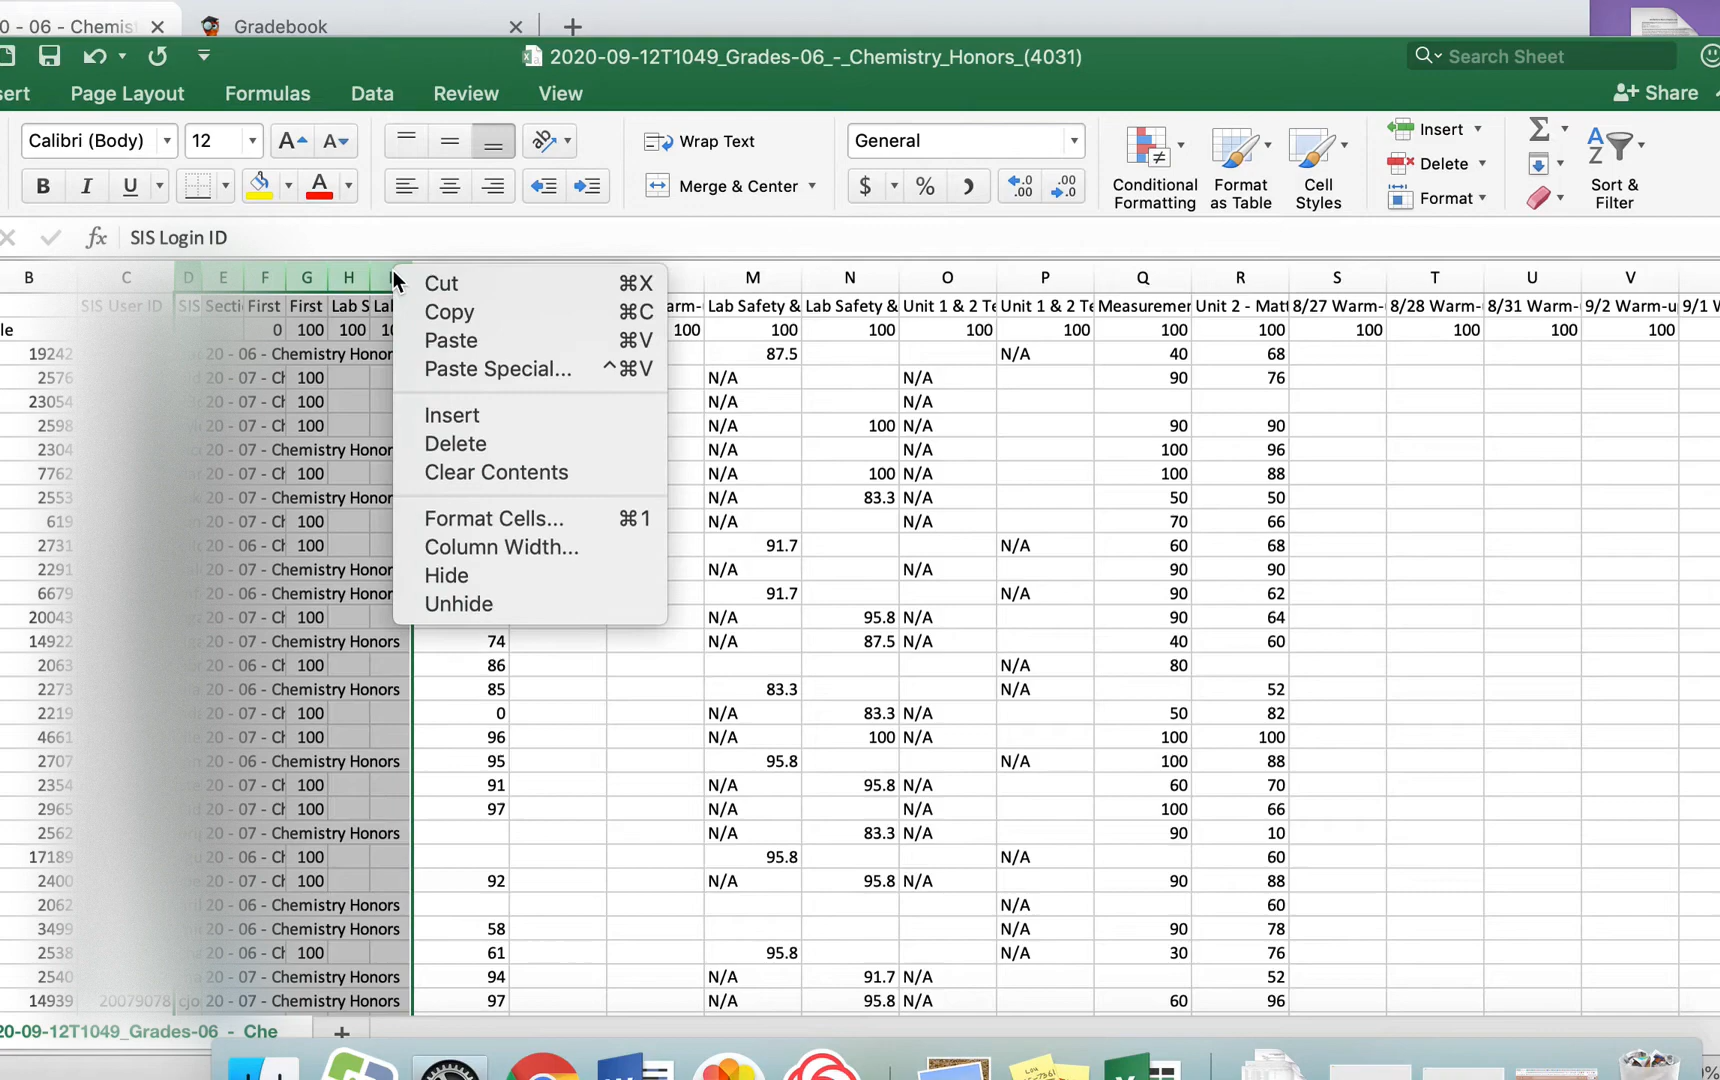 0 - 06 - Chemist
Gradebook
2020-09-12T1049_Grades-06_-_Chemistry_Honors_(4031)
Search Sheet
sert Page Layout Formulas Data Review View Share
Calibri (Body) 12 Wrap Text General Insert
Merge & Center Conditional Formatting Format as Table Cell Styles Delete Format Sort & Filter
fx SIS Login ID
B C D E F G H M N O P Q R S T U V
SIS User ID SIS Secti First First Lab S Lal arm- Lab Safety & Lab Safety & Unit 1 & 2 Te Unit 1 & 2 Te Measuremen Unit 2 - Matt 8/27 Warm- 8/28 Warm- 8/31 Warm- 9/2 Warm-u 9/1 W
le 0 100 100 10 100 100 100 100 100 100 100 100 100 100 100
19242 20 - 06 - Chemistry Honor 87.5 N/A 40 68
2576 20 - 07 - Ch 100 N/A N/A 90 76
23054 20 - 06 - Ch 100 N/A N/A
2598 20 - 07 - Ch 100 N/A 100 N/A 90 90
2304 20 - 07 - Chemistry Honor N/A N/A 100 96
7762 20 - 07 - Ch 100 N/A 100 N/A 100 88
2553 20 - 07 - Chemistry Honor N/A 83.3 N/A 50 50
619 20 - 07 - Ch 100 N/A N/A 70 66
2731 20 - 06 - Ch 100 91.7 N/A 60 68
2291 20 - 07 - Chemistry Honor N/A N/A 90 90
6679 20 - 06 - Chemistry Honor 91.7 N/A 90 62
20043 20 - 07 - Ch 100 N/A 95.8 N/A 90 64
14922 20 - 07 - Chemistry Honors 74 N/A 87.5 N/A 40 60
2063 20 - 06 - Ch 100 86 N/A 80
2273 20 - 06 - Chemistry Honors 85 83.3 N/A 52
2219 20 - 07 - Ch 100 0 N/A 83.3 N/A 50 82
4661 20 - 07 - Ch 100 96 N/A 100 N/A 100 100
2707 20 - 06 - Chemistry Honors 95 95.8 N/A 100 88
2354 20 - 07 - Ch 100 91 N/A 95.8 N/A 60 70
2965 20 - 07 - Ch 100 97 N/A N/A 100 66
2562 20 - 07 - Chemistry Honors N/A 83.3 N/A 90 10
17189 20 - 06 - Ch 100 95.8 N/A 60
2400 20 - 07 - Ch 100 92 N/A 95.8 N/A 90 88
2062 20 - 06 - Chemistry Honors N/A 60
3499 20 - 06 - Chemistry Honors 58 N/A 90 78
2538 20 - 06 - Ch 100 61 95.8 N/A 30 76
2540 20 - 07 - Chemistry Honors 94 N/A 91.7 N/A 52
14939 20079078 cjo 20 - 07 - Chemistry Honors 97 N/A 95.8 N/A 60 96
Cut ⌘X
Copy ⌘C
Paste ⌘V
Paste Special... ^⌘V
Insert
Delete
Clear Contents
Format Cells... ⌘1
Column Width...
Hide
Unhide
20-09-12T1049_Grades-06 - Che